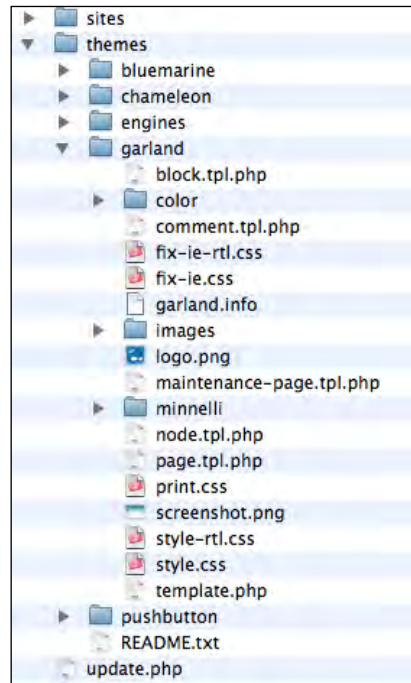 sites
themes
bluemarine
chameleon
engines
garland
block.tpl.php
color
comment.tpl.php
fix-ie-rtl.css
fix-ie.css
garland.info
images
logo.png
maintenance-page.tpl.php
minnelli
node.tpl.php
page.tpl.php
print.css
screenshot.png
style-rtl.css
style.css
template.php
pushbutton
README.txt
update.php